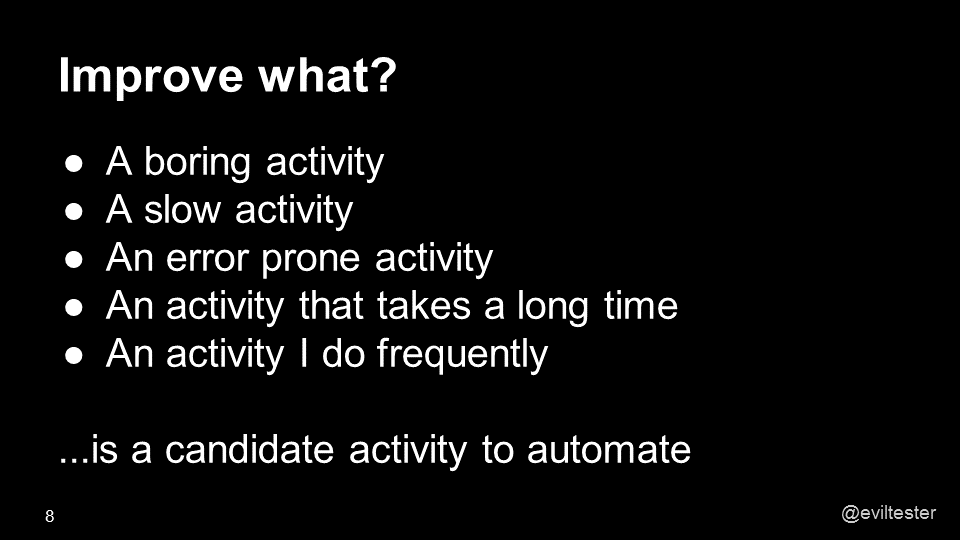 Improve what?
● A boring activity
● A slow activity
● An error prone activity
● An activity that takes a long time
● An activity I do frequently
...is a candidate activity to automate
8
@eviltester